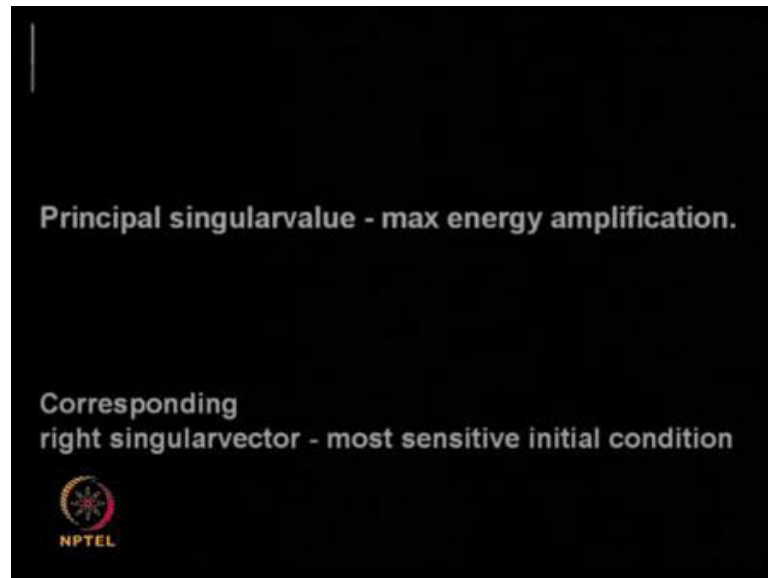 Principal singularvalue - max energy amplification.
Corresponding
right singularvector - most sensitive initial condition
NPTEL